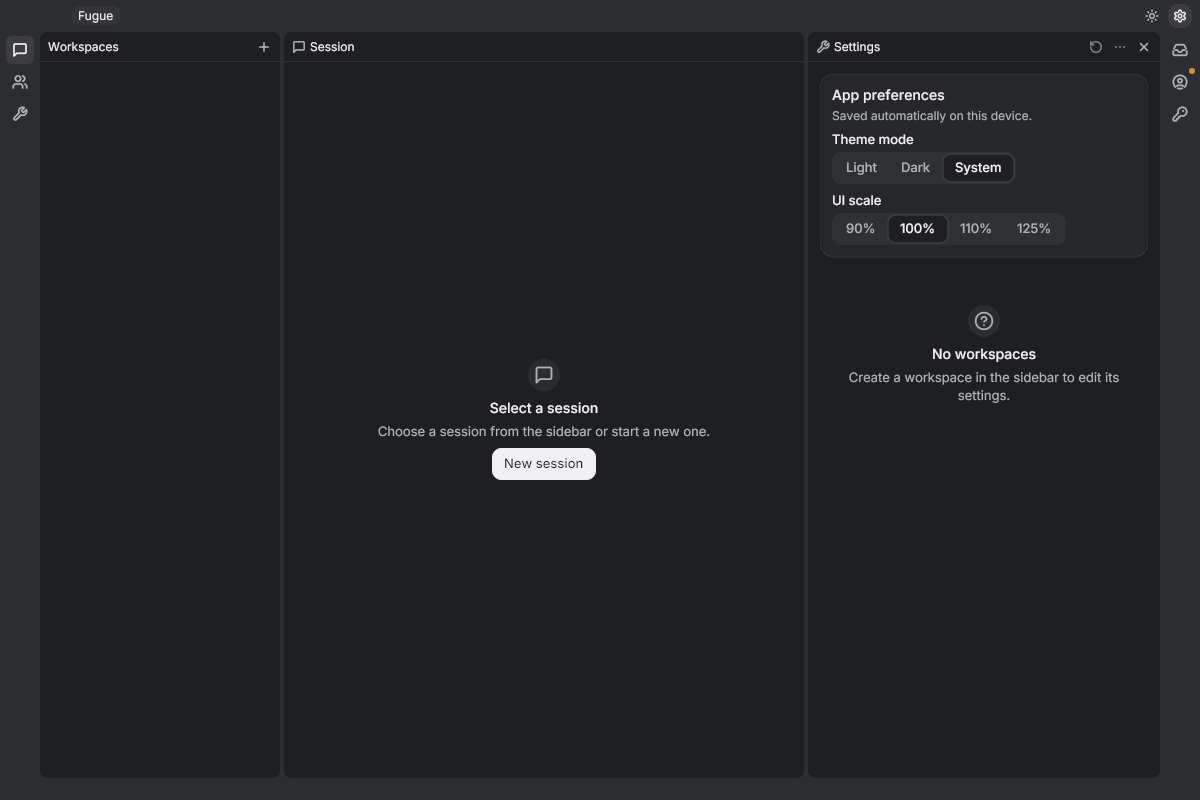 Fugue
Workspaces
Session
Select a session
Choose a session from the sidebar or start a new one.
New session
Settings
App preferences
Saved automatically on this device.
Theme mode
Light Dark System
UI scale
90% 100% 110% 125%
No workspaces
Create a workspace in the sidebar to edit its
settings.